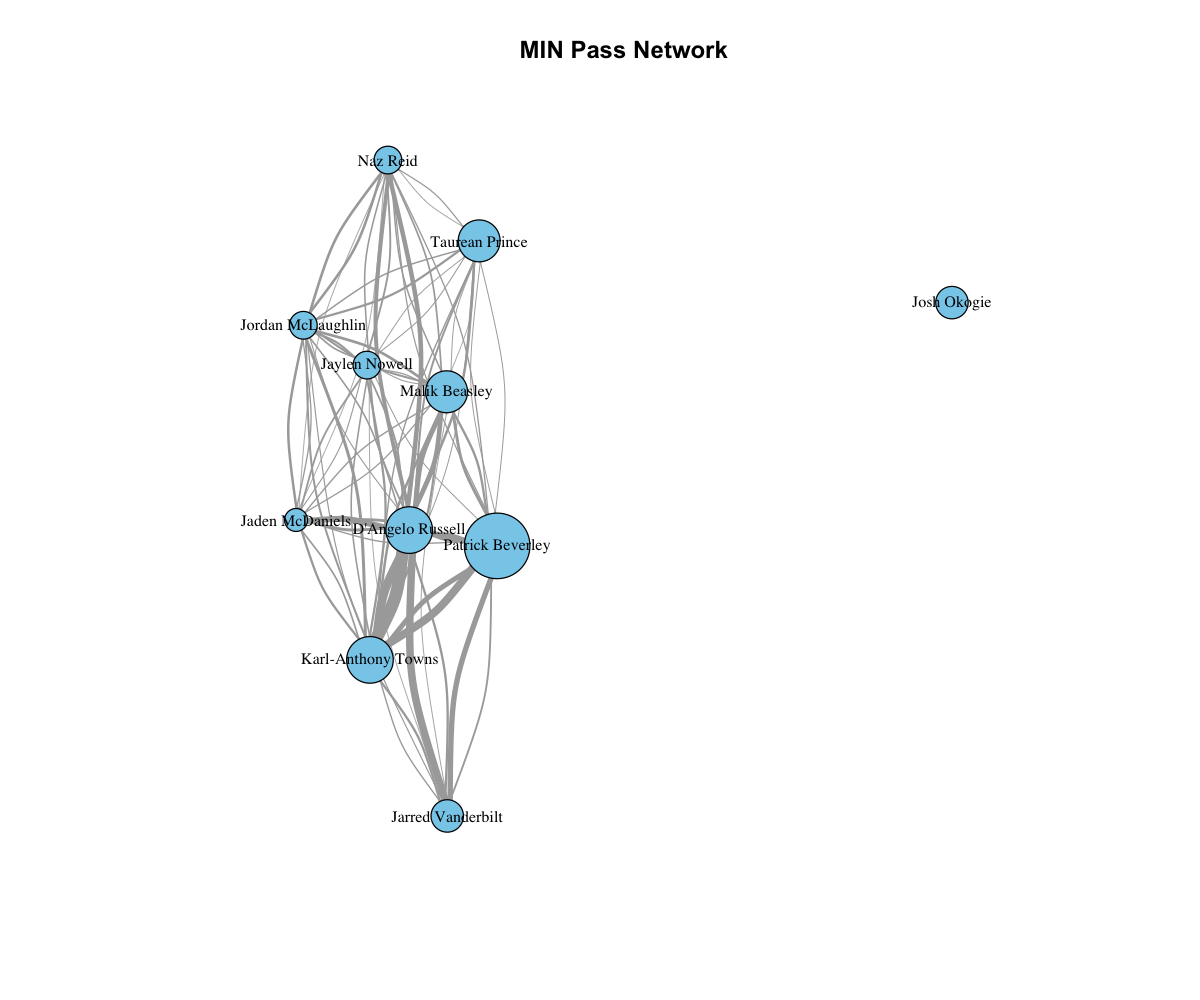 MIN Pass Network
Naz Reid
Taurean Prince
Josh Okogie
Jordan McLaughlin
Jaylen Nowell
Malik Beasley
Jaden McDaniels
D'Angelo Russell
Patrick Beverley
Karl-Anthony Towns
Jarred Vanderbilt